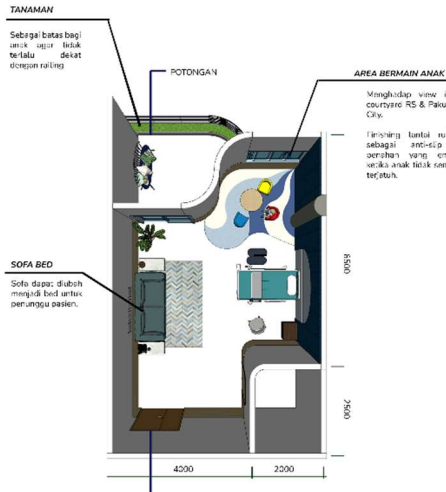 TANAMAN
Sebagai batas bagi
anak agar tidak
terlalu dekat
dengan railing
POTONGAN
AREA BERMAIN ANAK
Menghadap view
courtyard RS & Paku
City.
Finishing lantai
sebagai anti-slip
yang
ketika anak tidak
terjatuh.
SOFA BED
Sofa dapat diubah
menjadi bed untuk
penunggu pasien.
6500
2500
4000
2000